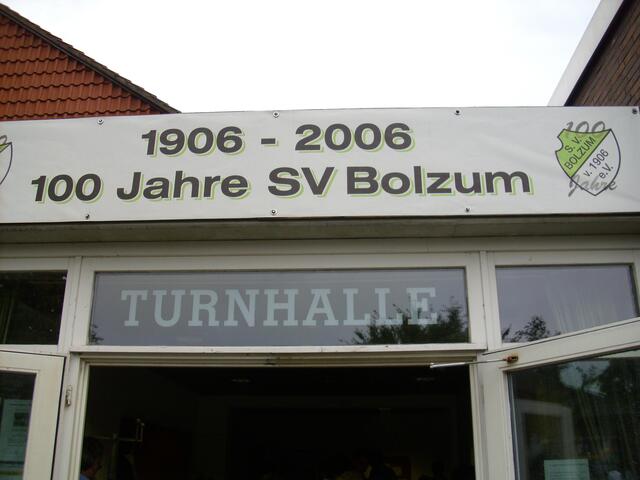 1906 - 2006
100 Jahre SV Bolzum
100
S. V.
BOLZUM
v. 1906
e.V.
Jahre
TURNHALLE